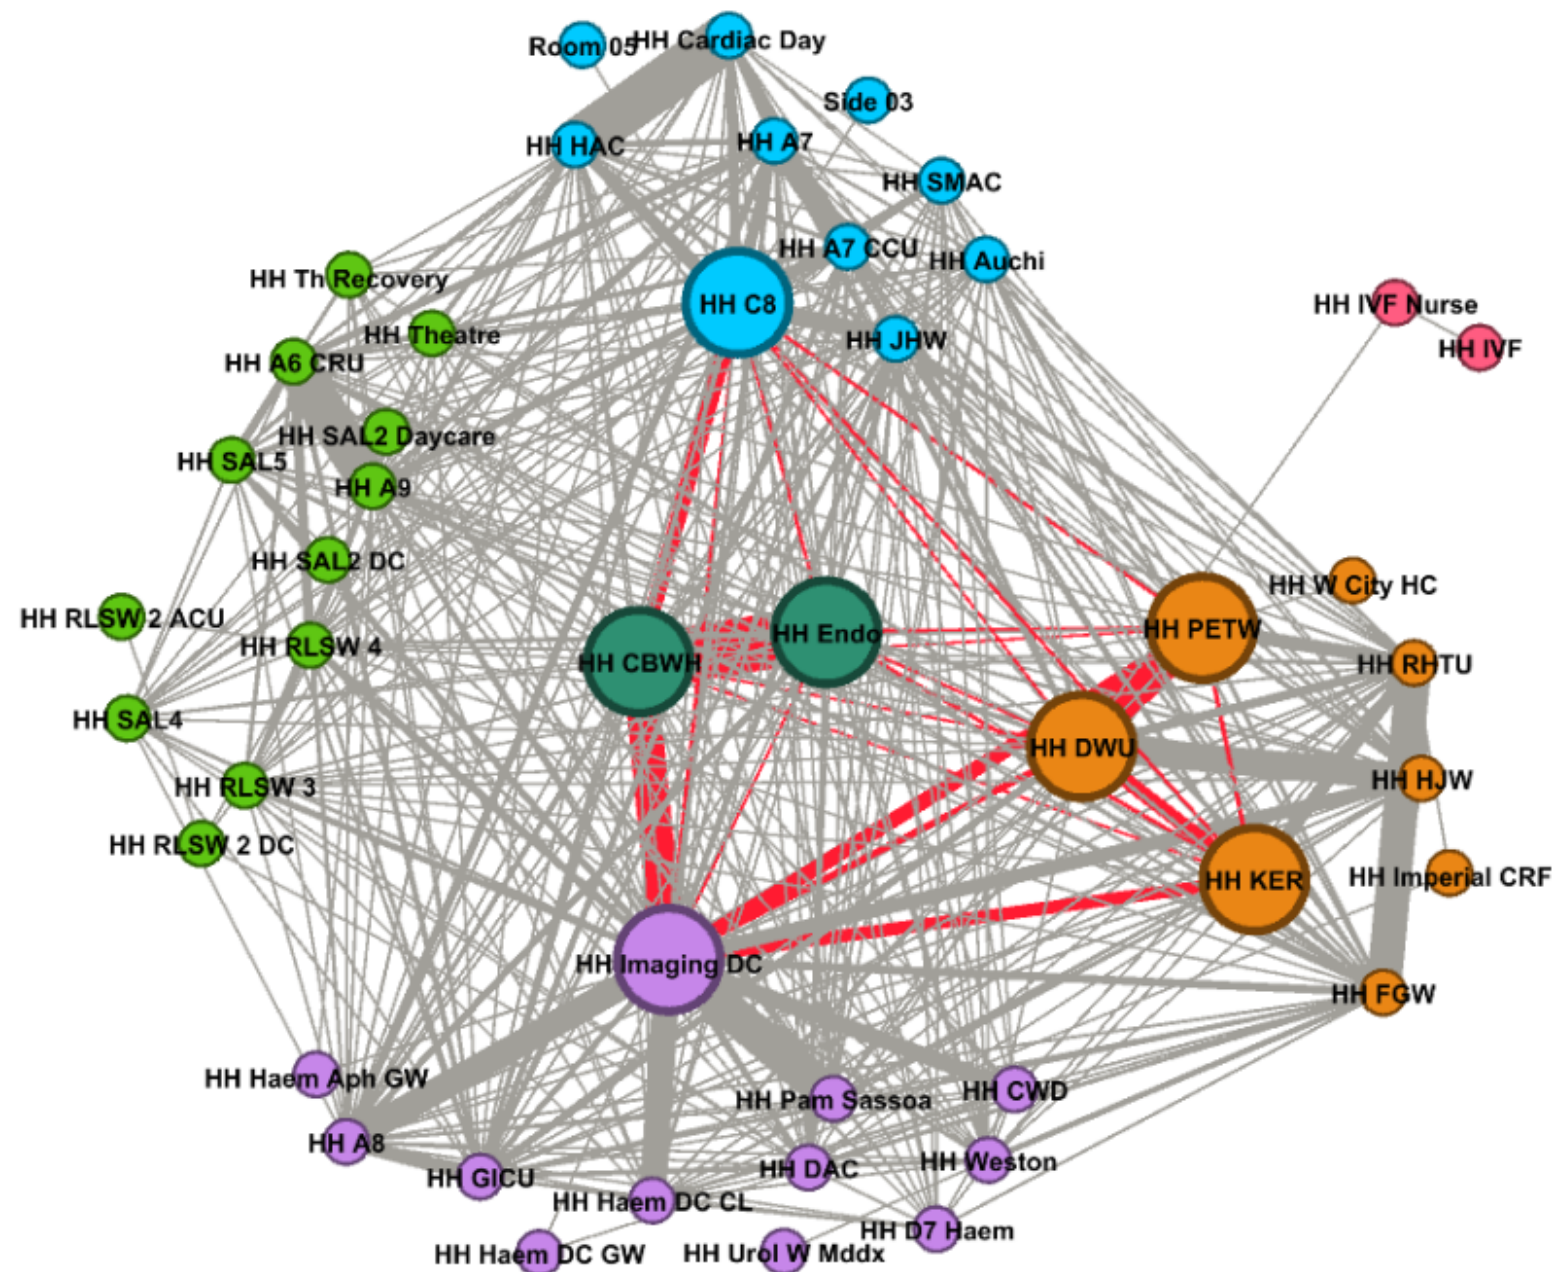 Room 05
HH Cardiac Day
Side 03
HH HAC
HH A7
HH SMAC
HH A7 CCU
HH Auchi
HH Th Recovery
HH C8
HH IVF Nurse
HH Theatre
HH JHW
HH IVF
HH A6 CRU
HH SAL2 Daycare
HH SAL5
HH A9
HH SAL2 DC
HH W City HC
HH RLSW 2 ACU
HH RLSW 4
HH CBWH
HH Endo
HH PETW
HH RHTU
HH SAL4
HH DWU
HH RLSW 3
HH HJW
HH RLSW 2 DC
HH KER
HH Imperial CRF
HH Imaging DC
HH FGW
HH Haem Aph GW
HH Pam Sassoa
HH CWD
HH A8
HH GICU
HH DAC
HH Weston
HH Haem DC CL
HH D7 Haem
HH Haem DC GW
HH Urol W Mddx